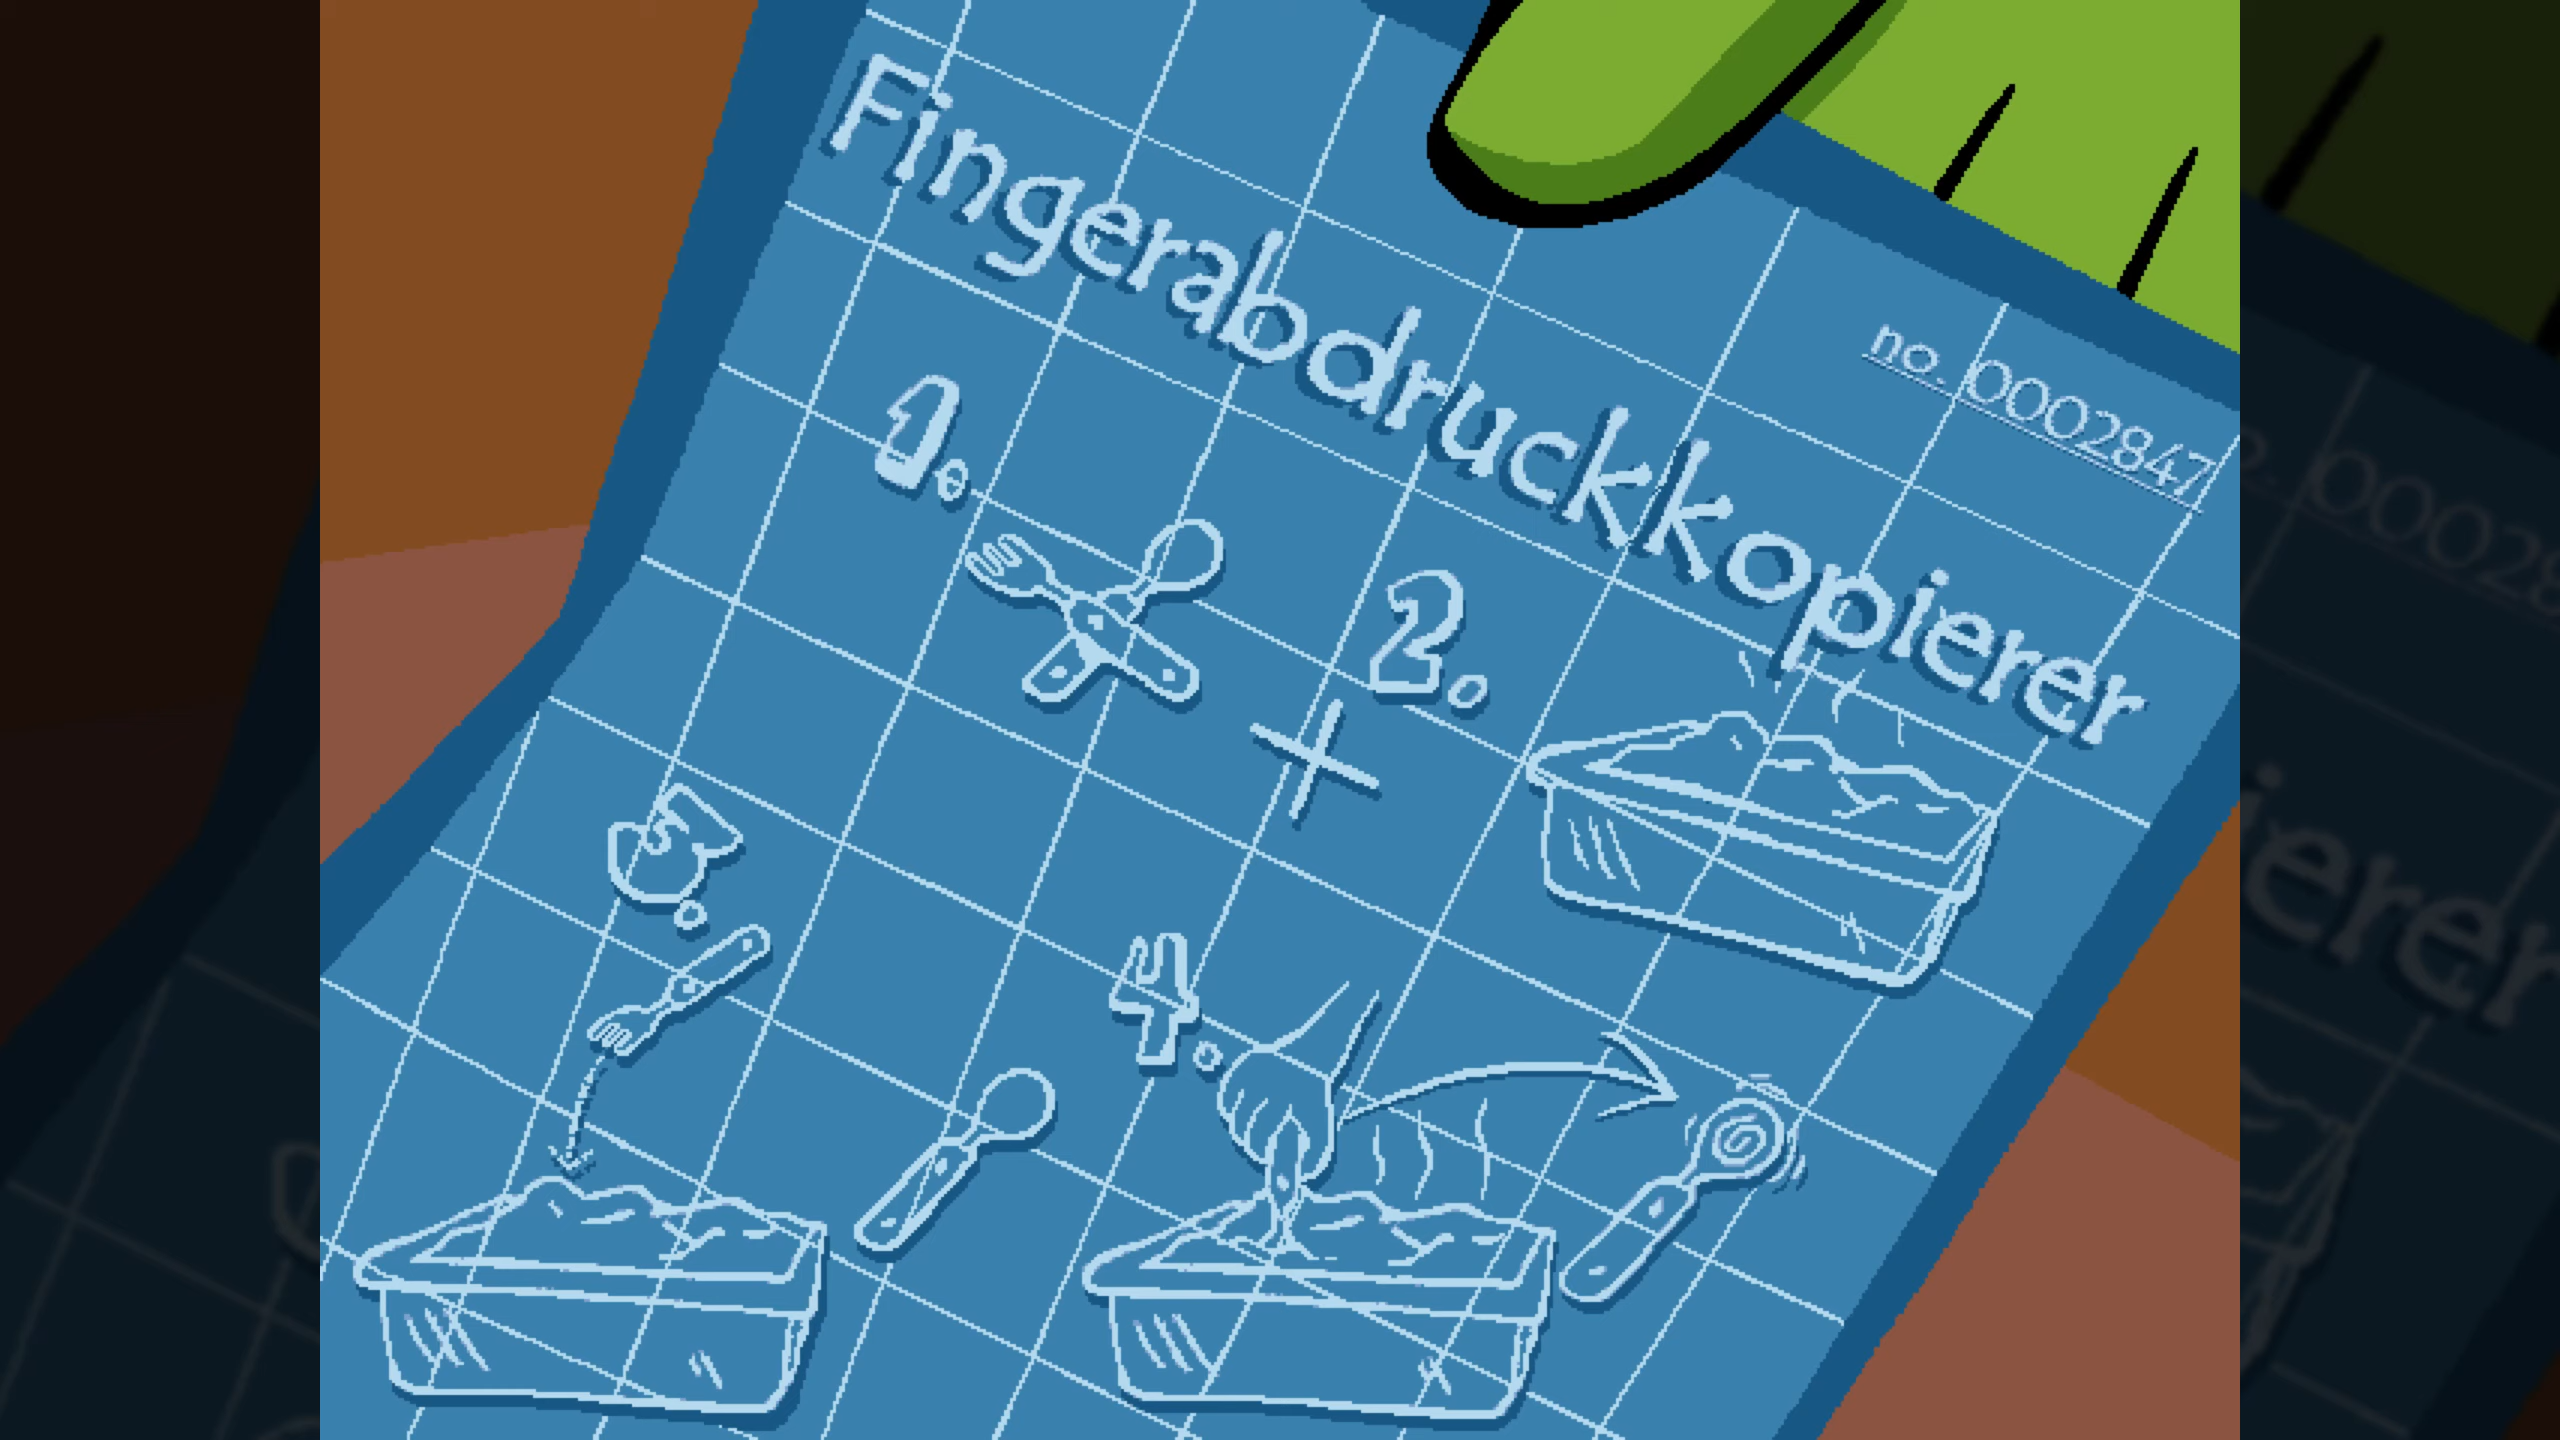 Fingerabdruckkopierer
no. 0002847
1.
2.
+
3.
4.